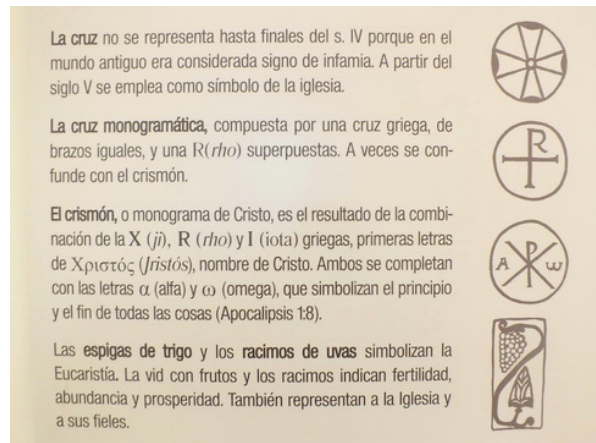 La cruz no se representa hasta finales del s. IV porque en el
mundo antiguo era considerada signo de infamia. A partir del
siglo V se emplea como símbolo de la iglesia.
La cruz monogramática, compuesta por una cruz griega, de
brazos iguales, y una R(rho) superpuestas. A veces se con-
funde con el crismón.
R
El crismón, o monograma de Cristo, es el resultado de la combi-
nación de la X (ji), R (rho) y I (iota) griegas, primeras letras
de Χριστός (Jristós), nombre de Cristo. Ambos se completan
con las letras α (alfa) y ω (omega), que simbolizan el principio
y el fin de todas las cosas (Apocalipsis 1:8).
A ω
Las espigas de trigo y los racimos de uvas simbolizan la
Eucaristía. La vid con frutos y los racimos indican fertilidad,
abundancia y prosperidad. También representan a la Iglesia y
a sus fieles.